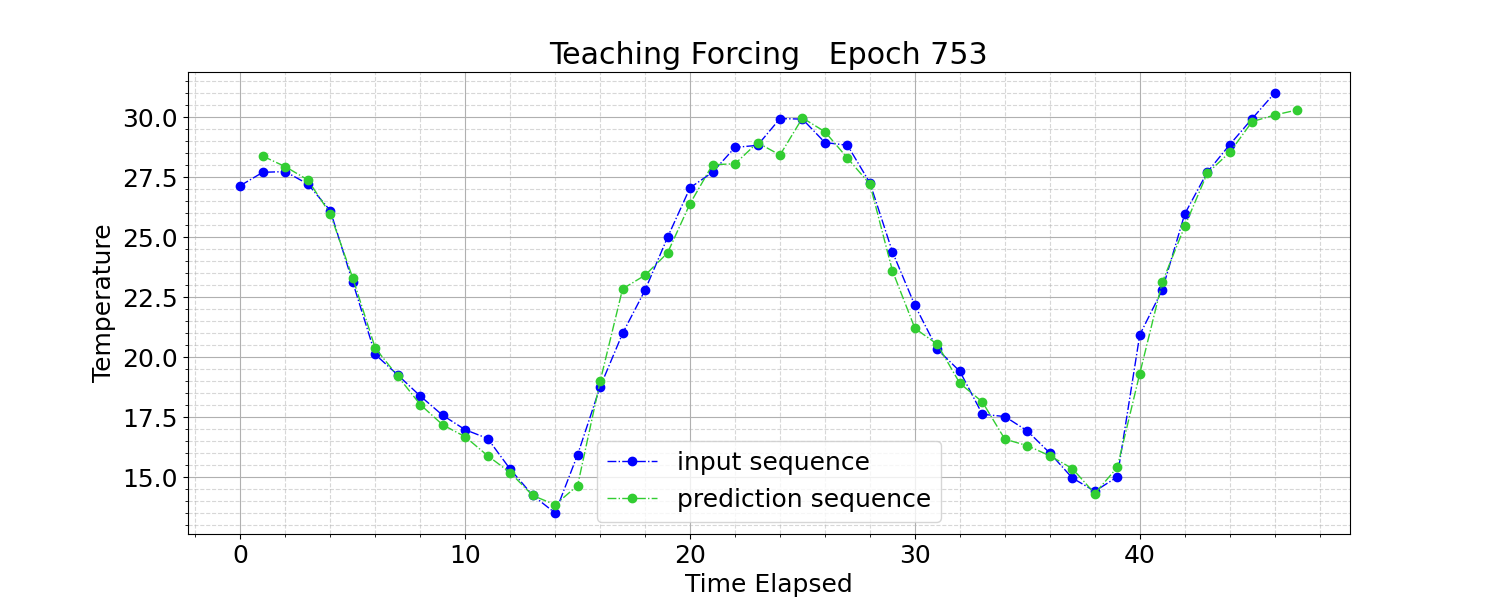 Teaching Forcing   Epoch 753
30.0
27.5
25.0
22.5
20.0
17.5
15.0
Temperature
input sequence
prediction sequence
0 10 20 30 40
Time Elapsed